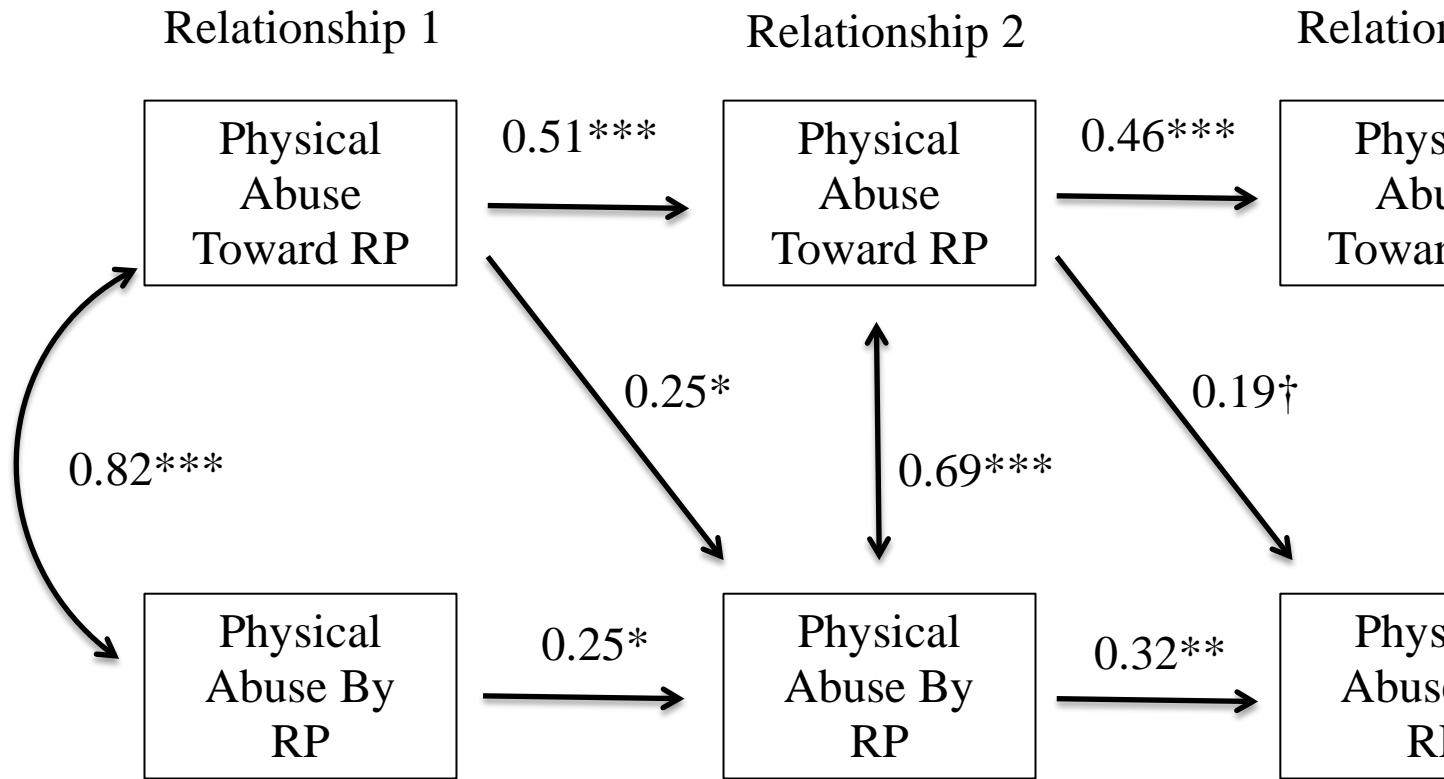 Relationship 1
Relationship 2
Relation
Physical
Abuse
Toward RP
0.51***
Physical
Abuse
Toward RP
0.46***
Phys
Abu
Towar
0.82***
0.25*
0.69***
0.19†
Physical
Abuse By
RP
0.25*
Physical
Abuse By
RP
0.32**
Phys
Abus
R